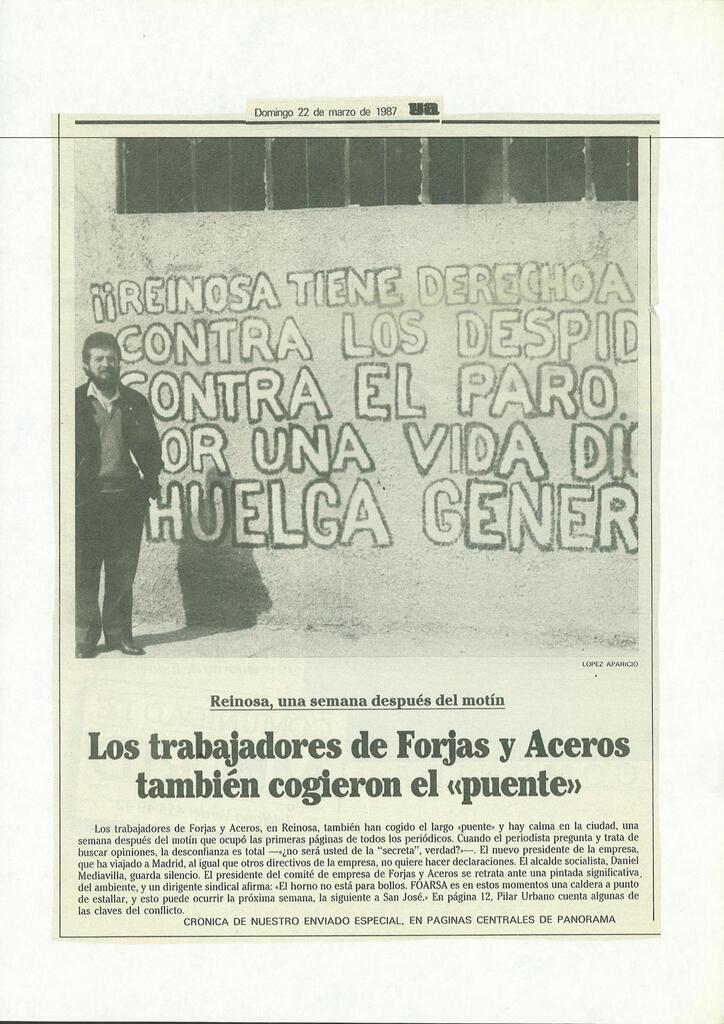 Domingo 22 de marzo de 1987 ya
¡¡REINOSA TIENE DERECHO A
CONTRA LOS DESPID
CONTRA EL PARO.
OR UNA VIDA DI
HUELGA GENER
LOPEZ APARICIO
Reinosa, una semana después del motín
Los trabajadores de Forjas y Aceros
también cogieron el «puente»
Los trabajadores de Forjas y Aceros, en Reinosa, también han cogido el largo «puente» y hay calma en la ciudad, una
semana después del motín que ocupó las primeras páginas de todos los periódicos. Cuando el periodista pregunta y trata de
buscar opiniones, la desconfianza es total —«¿no será usted de la "secreta", verdad?»—. El nuevo presidente de la empresa,
que ha viajado a Madrid, al igual que otros directivos de la empresa, no quiere hacer declaraciones. El alcalde socialista, Daniel
Mediavilla, guarda silencio. El presidente del comité de empresa de Forjas y Aceros se retrata ante una pintada significativa
del ambiente, y un dirigente sindical afirma: «El horno no está para bollos. FOARSA es en estos momentos una caldera a punto
de estallar, y esto puede ocurrir la próxima semana, la siguiente a San José.» En página 12, Pilar Urbano cuenta algunas de
las claves del conflicto.
CRONICA DE NUESTRO ENVIADO ESPECIAL, EN PAGINAS CENTRALES DE PANORAMA